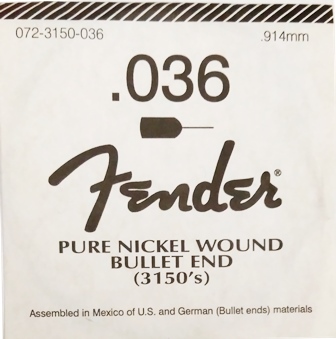 072-3150-036 .914mm
.036
Fender®
PURE NICKEL WOUND
BULLET END
(3150's)
Assembled in Mexico of U.S. and German (Bullet ends) materials